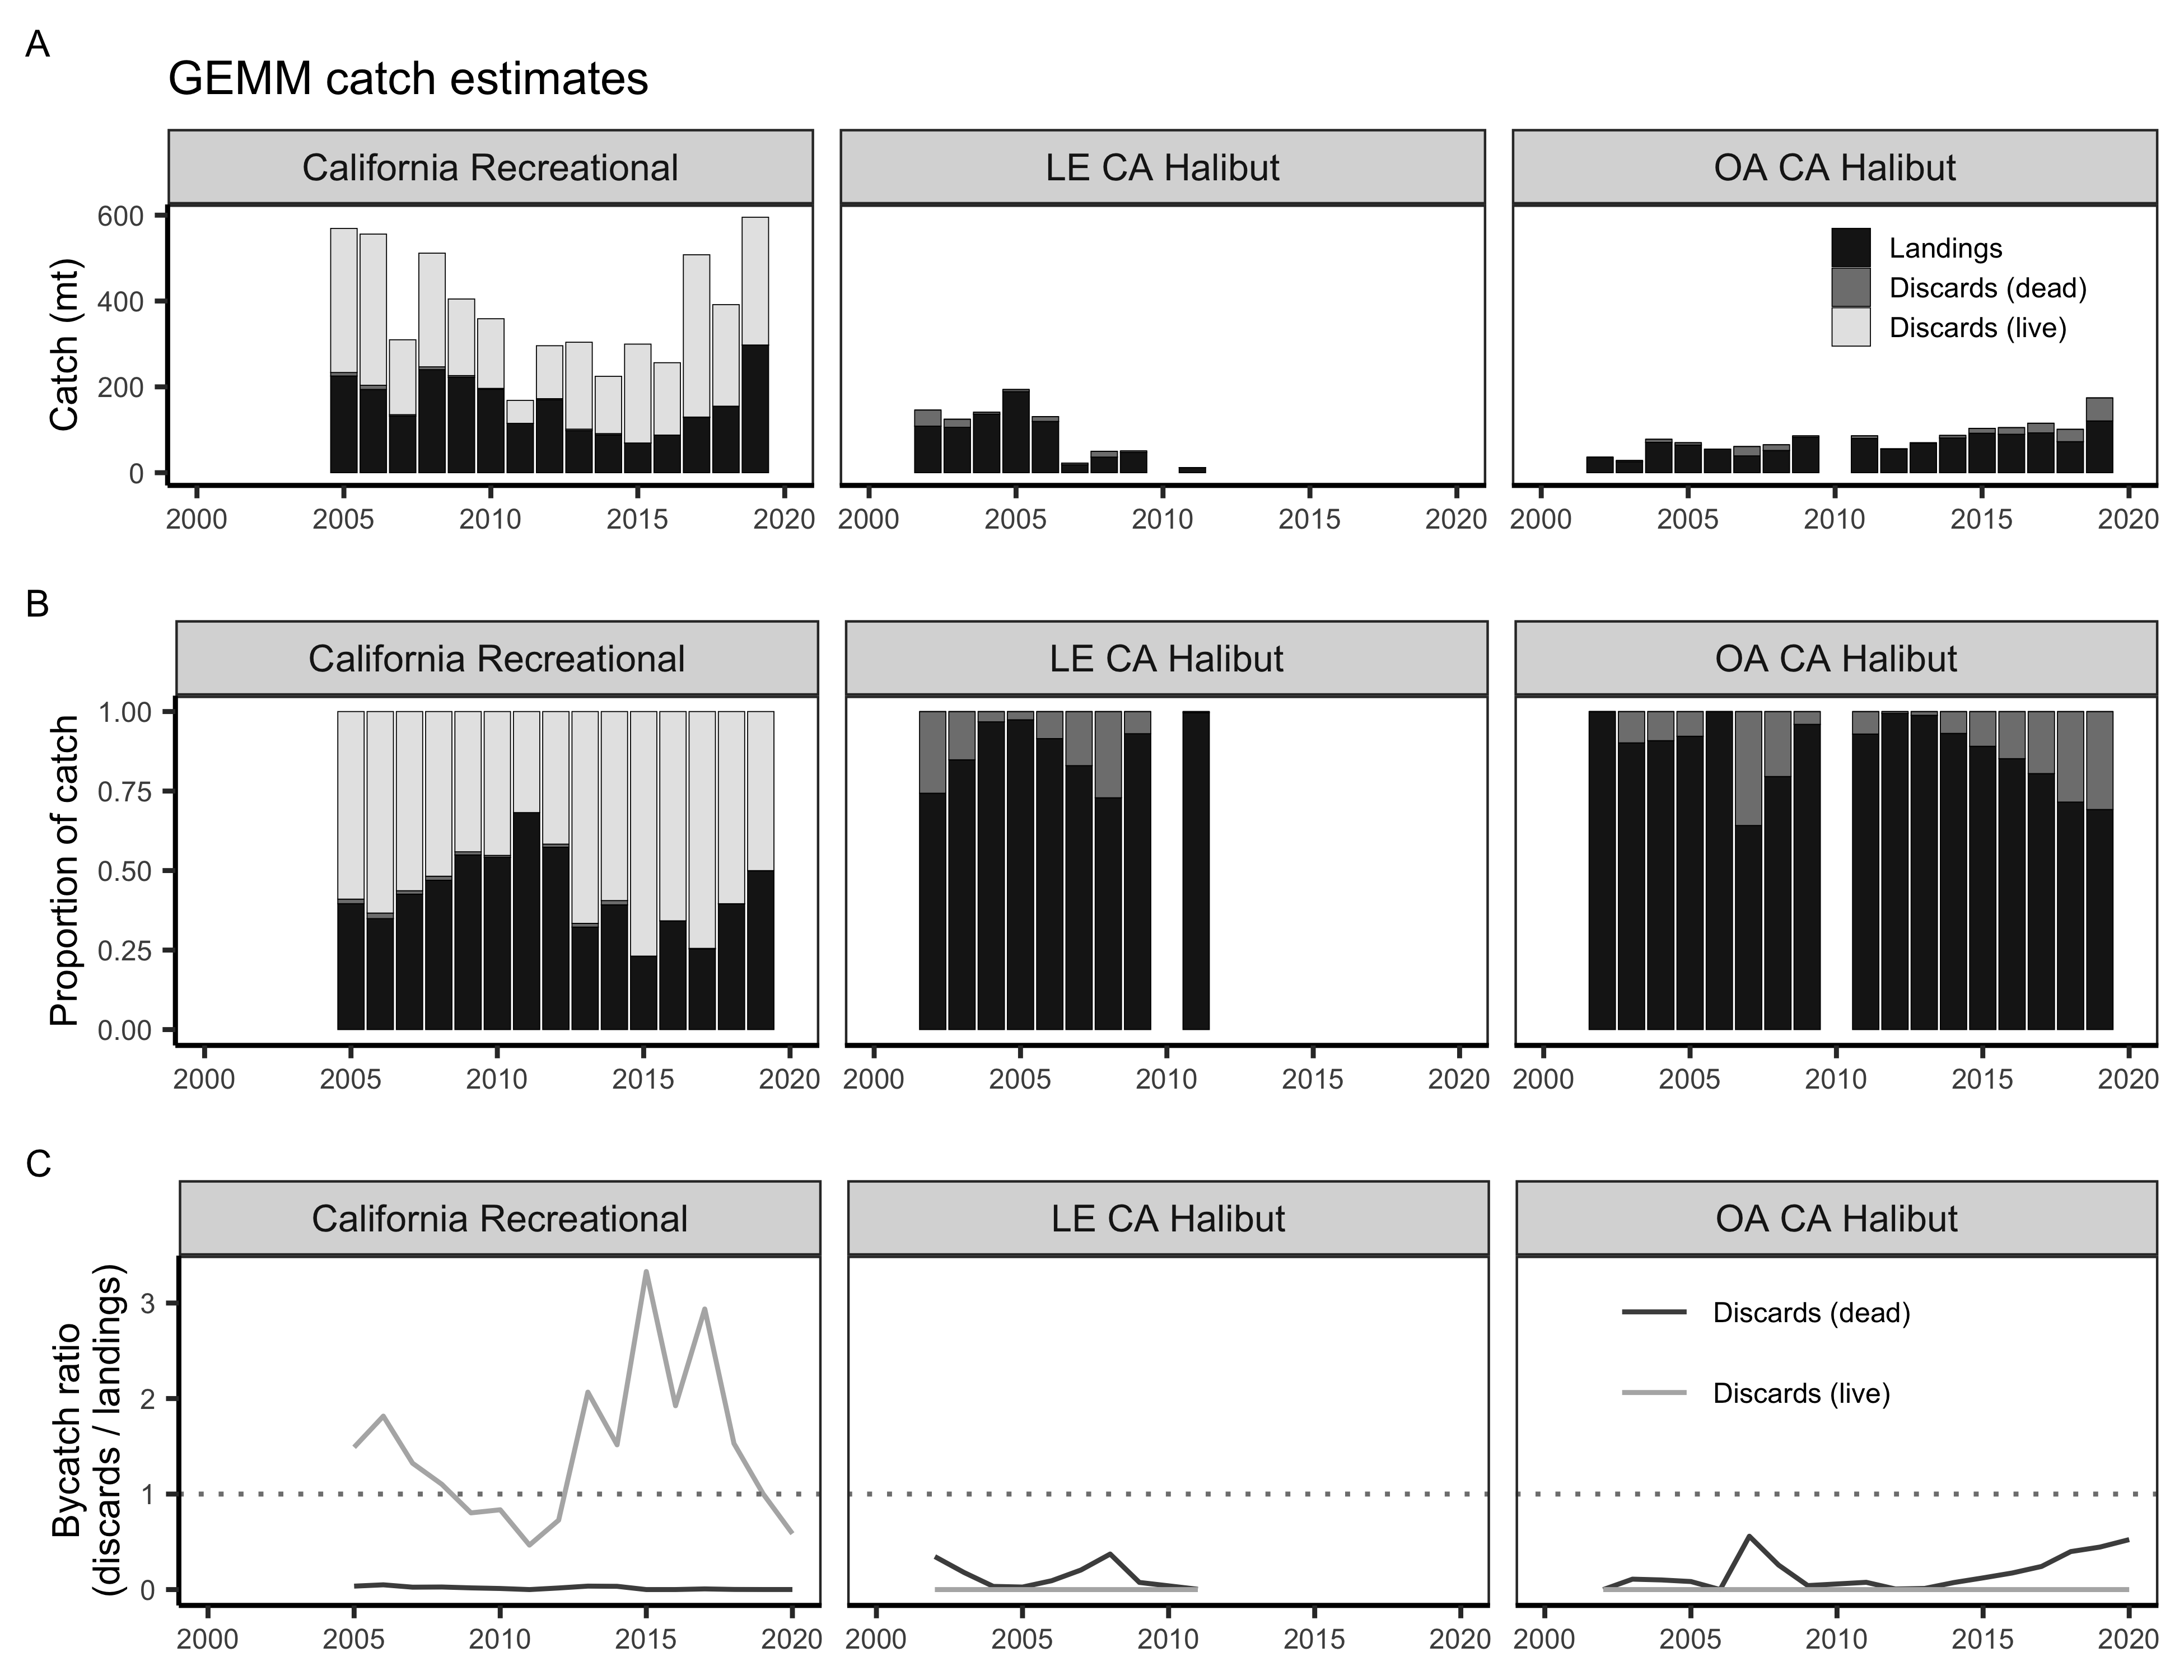 A
GEMM catch estimates
California Recreational
LE CA Halibut
OA CA Halibut
Catch (mt)
600
400
200
0
Landings
Discards (dead)
Discards (live)
2000 2005 2010 2015 2020
2000 2005 2010 2015 2020
2000 2005 2010 2015 2020
B
California Recreational
LE CA Halibut
OA CA Halibut
Proportion of catch
1.00
0.75
0.50
0.25
0.00
2000 2005 2010 2015 2020
2000 2005 2010 2015 2020
2000 2005 2010 2015 2020
C
California Recreational
LE CA Halibut
OA CA Halibut
Bycatch ratio
(discards / landings)
3
2
1
0
Discards (dead)
Discards (live)
2000 2005 2010 2015 2020
2000 2005 2010 2015 2020
2000 2005 2010 2015 2020